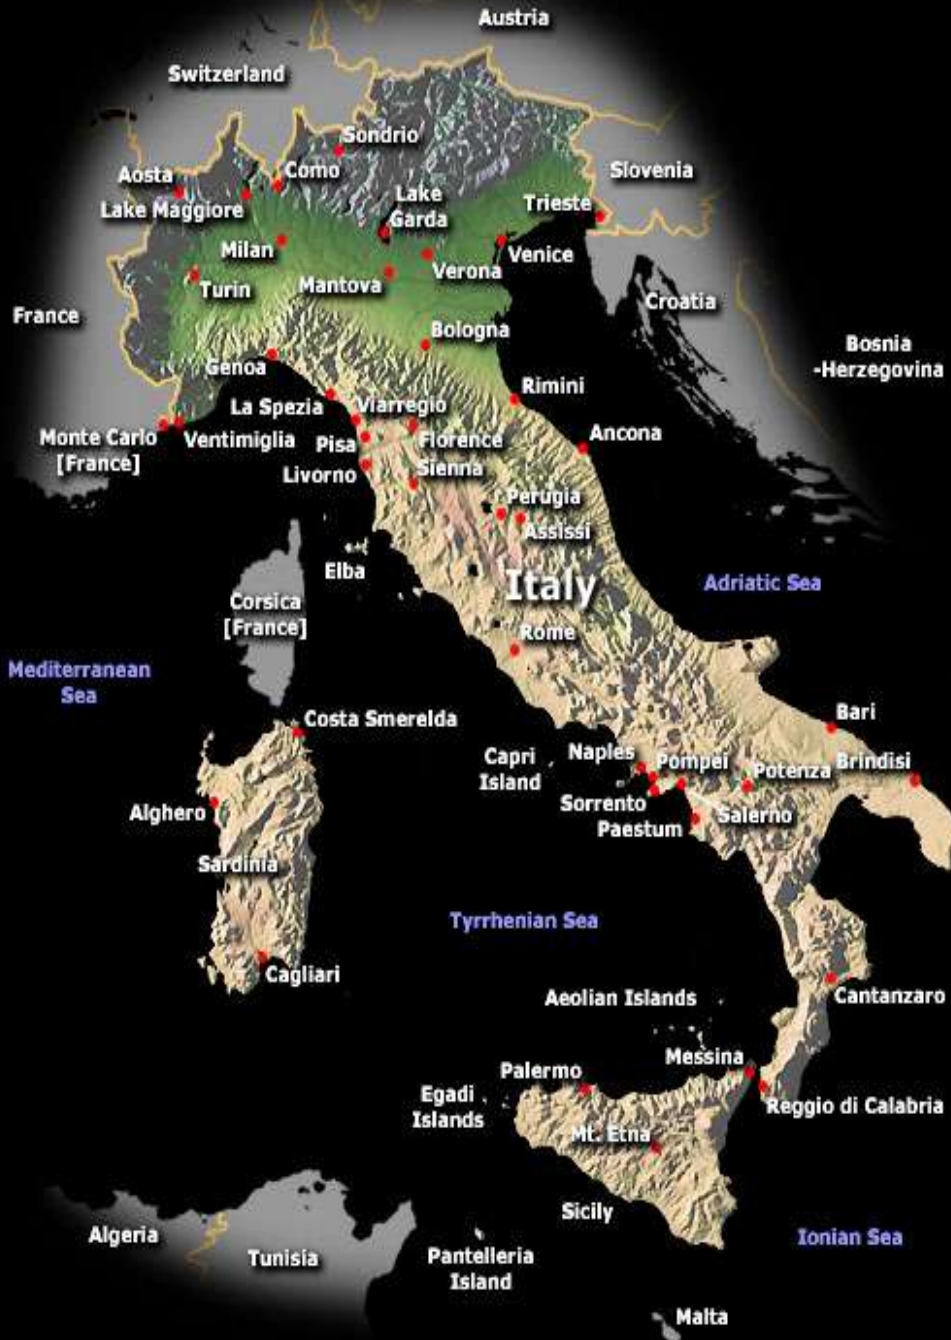 Austria
Switzerland
Sondrio
Slovenia
Aosta
Como
Lake Maggiore
Lake
Garda
Trieste
Milan
Venice
Verona
Turin
Mantova
Croatia
France
Bologna
Bosnia
-Herzegovina
Genoa
Rimini
La Spezia
Viarregio
Monte Carlo
[France]
Ventimiglia
Pisa
Florence
Ancona
Livorno
Sienna
Perugia
Assissi
Elba
Italy
Adriatic Sea
Corsica
[France]
Rome
Mediterranean
Sea
Costa Smerelda
Bari
Capri
Island
Naples
Pompei
Potenza
Brindisi
Alghero
Sorrento
Salerno
Paestum
Sardinia
Tyrrhenian Sea
Cagliari
Aeolian Islands
Cantanzaro
Messina
Palermo
Egadi
Islands
Reggio di Calabria
Mt. Etna
Sicily
Algeria
Tunisia
Pantelleria
Island
Ionian Sea
Malta